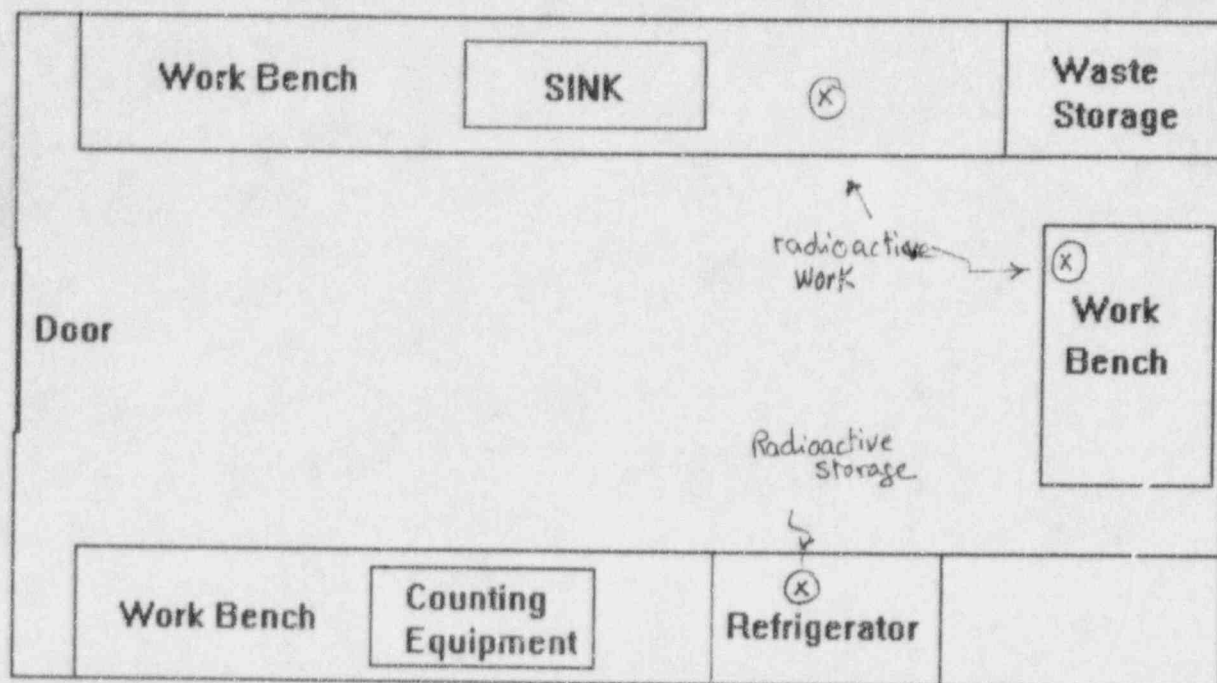 Work Bench
SINK
X
Waste
Storage
radioactive
work
X
Work
Bench
Door
Radioactive
storage
Work Bench
Counting
Equipment
X
Refrigerator